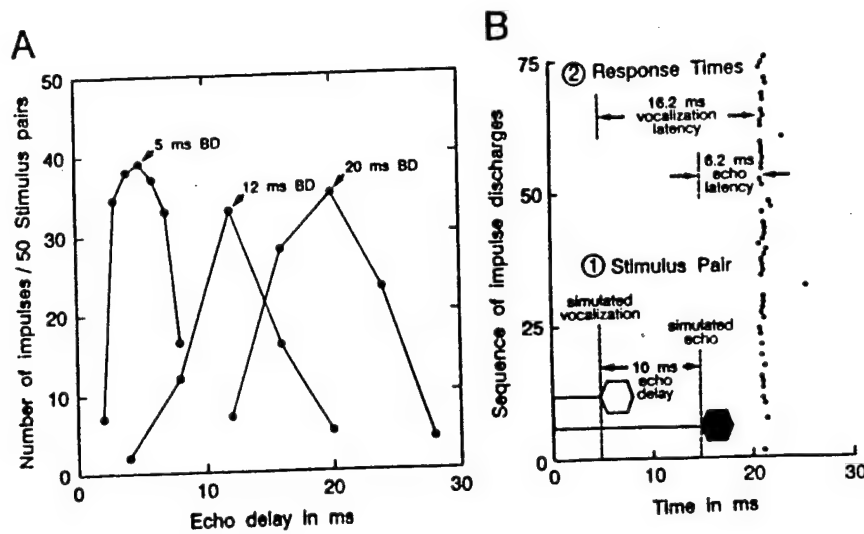 A
50
40
30
20
10
0
Number of impulses / 50 Stimulus pairs
5 ms BD
12 ms BD
20 ms BD
0
10
20
30
Echo delay in ms
B
75
50
25
0
Sequence of impulse discharges
② Response Times
16.2 ms
vocalization
latency
6.2 ms
echo
latency
① Stimulus Pair
simulated
vocalization
simulated
echo
10 ms
echo
delay
0
10
20
30
Time in ms